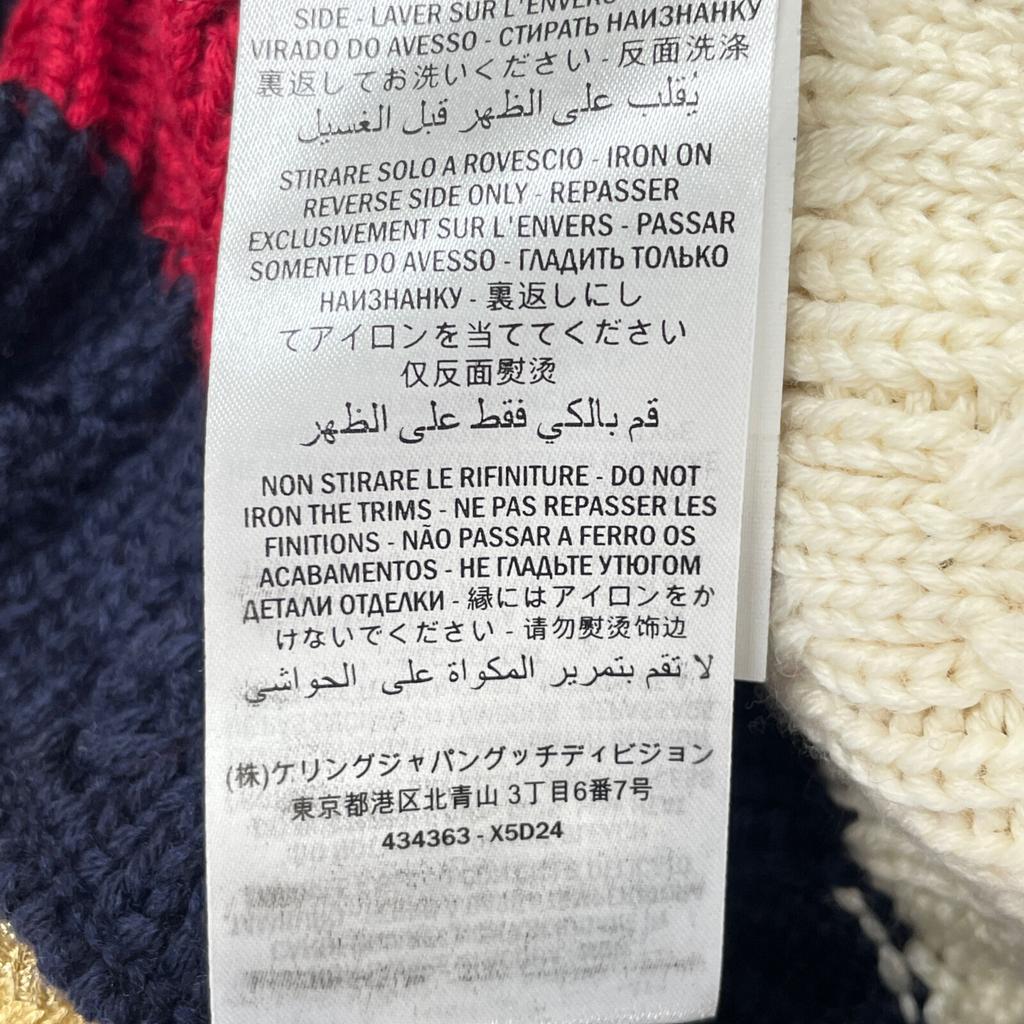 SIDE - LAVER SUR L'ENVERS
VIRADO DO AVESSO - СТИРАТЬ НАИЗНАНКУ
裏返してお洗いください - 反面洗涤
يُقلب على الظهر قبل الغسيل
STIRARE SOLO A ROVESCIO - IRON ON
REVERSE SIDE ONLY - REPASSER
EXCLUSIVEMENT SUR L'ENVERS - PASSAR
SOMENTE DO AVESSO - ГЛАДИТЬ ТОЛЬКО
НАИЗНАНКУ - 裏返しにし
てアイロンを当ててください
仅反面熨烫
قم بالكي فقط على الظهر
NON STIRARE LE RIFINITURE - DO NOT
IRON THE TRIMS - NE PAS REPASSER LES
FINITIONS - NÃO PASSAR A FERRO OS
ACABAMENTOS - НЕ ГЛАДЬТЕ УТЮГОМ
ДЕТАЛИ ОТДЕЛКИ - 縁にはアイロンをか
けないでください - 请勿熨烫饰边
لا تقم بتمرير المكواة على الحواشي
(株)ケリングジャパングッチディビジョン
東京都港区北青山 3丁目6番7号
434363 - X5D24